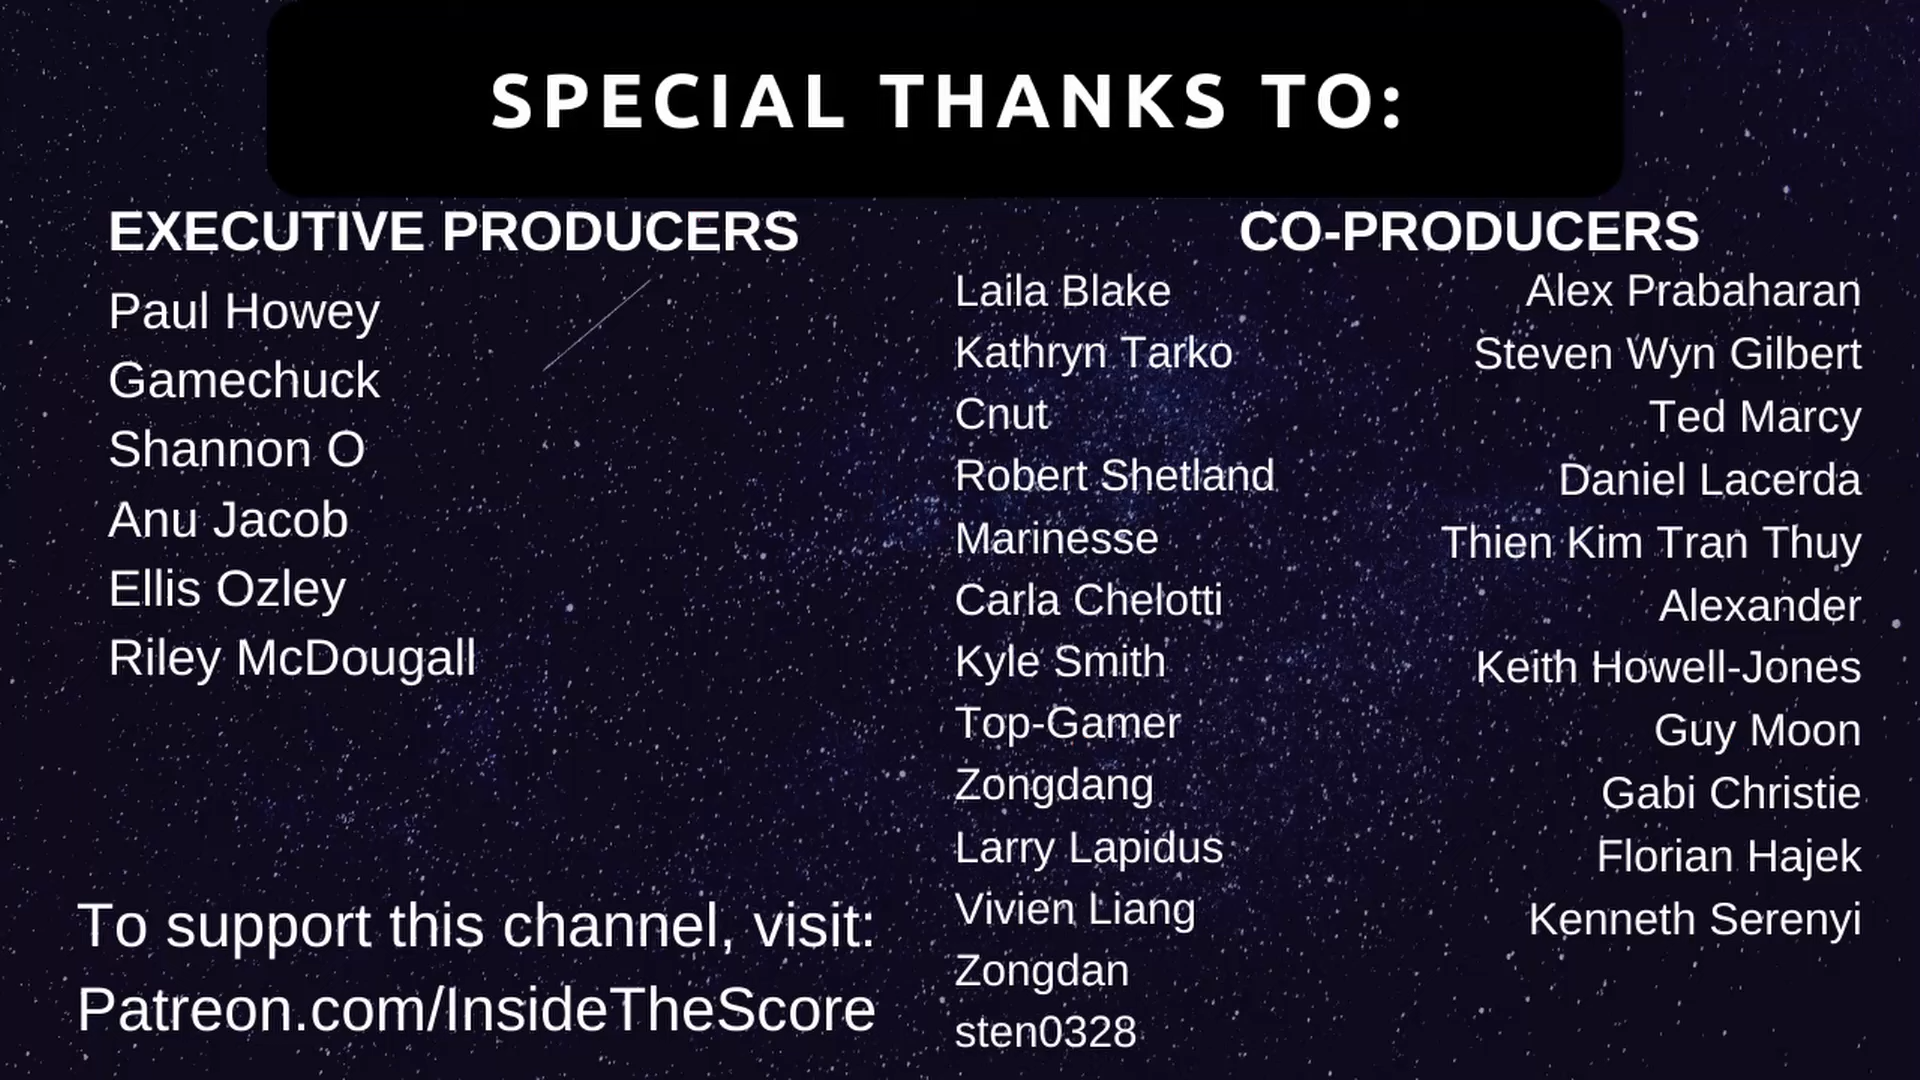 SPECIAL THANKS TO:
EXECUTIVE PRODUCERS
Paul Howey
Gamechuck
Shannon O
Anu Jacob
Ellis Ozley
Riley McDougall
To support this channel, visit:
Patreon.com/InsideTheScore
CO-PRODUCERS
Laila Blake
Kathryn Tarko
Cnut
Robert Shetland
Marinesse
Carla Chelotti
Kyle Smith
Top-Gamer
Zongdang
Larry Lapidus
Vivien Liang
Zongdan
sten0328
Alex Prabaharan
Steven Wyn Gilbert
Ted Marcy
Daniel Lacerda
Thien Kim Tran Thuy
Alexander
Keith Howell-Jones
Guy Moon
Gabi Christie
Florian Hajek
Kenneth Serenyi